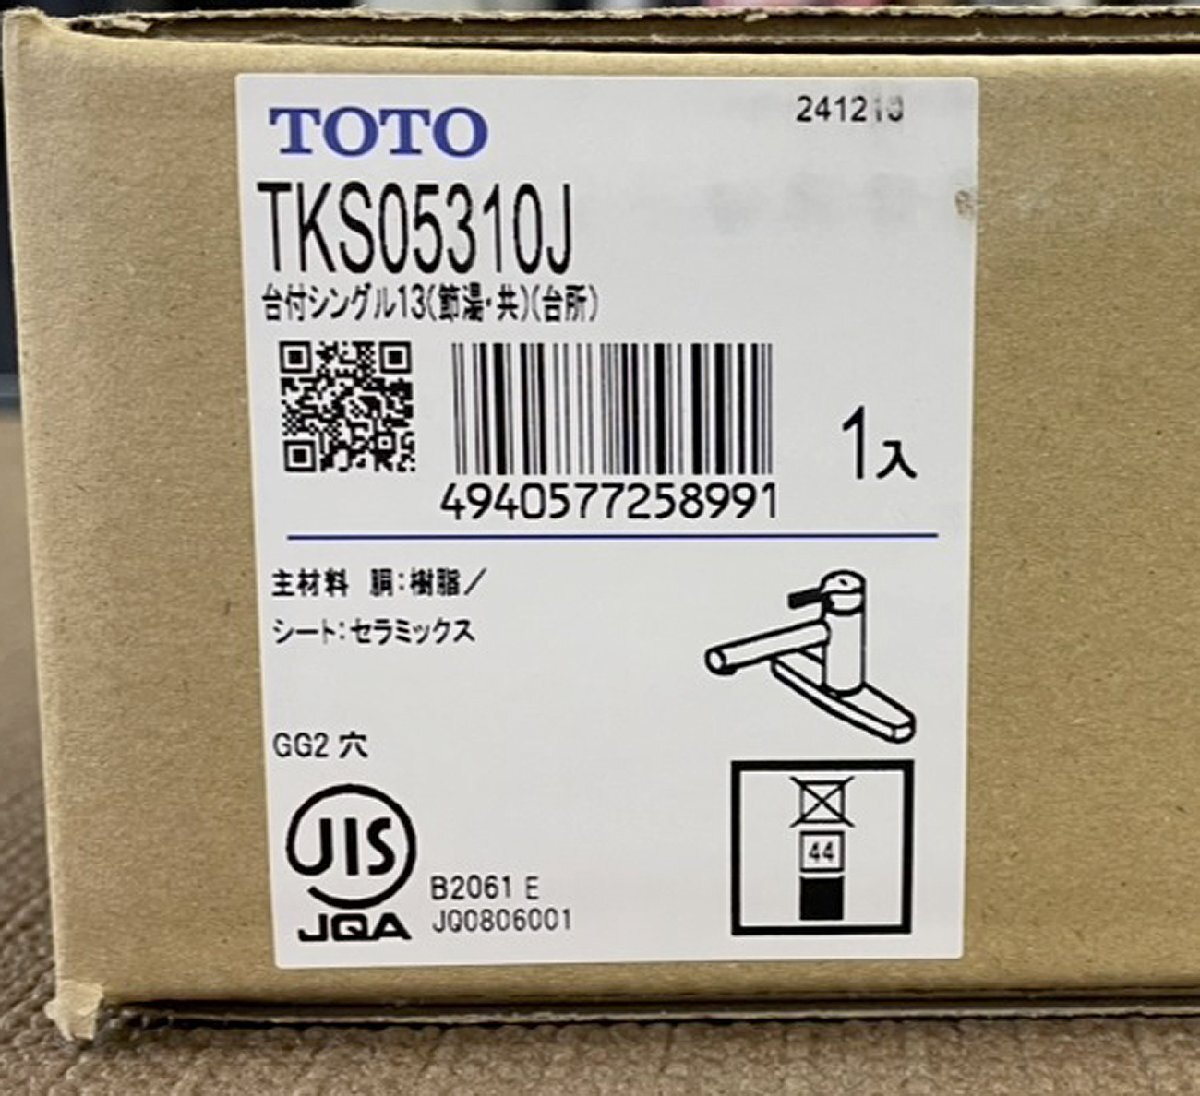 TOTO
241210
TKS05310J
台付シングル13(節湯・共)(台所)
4940577258991
1入
主材料 胴:樹脂/
シート:セラミックス
GG2 穴
JIS
JQA
B2061 E
JQ0806001
44